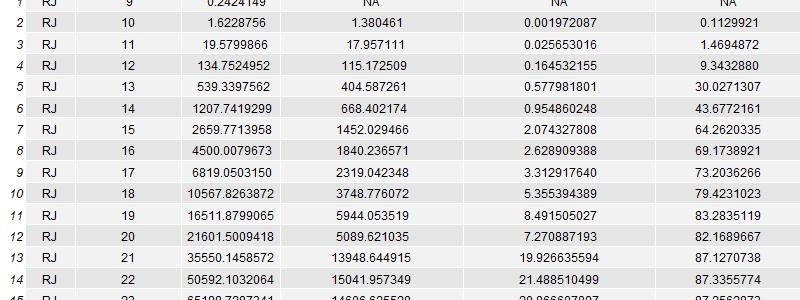 1 RJ 9 0.2424149 NA NA NA
2 RJ 10 1.6228756 1.380461 0.001972087 0.1129921
3 RJ 11 19.5799866 17.957111 0.025653016 1.4694872
4 RJ 12 134.7524952 115.172509 0.164532155 9.3432880
5 RJ 13 539.3397562 404.587261 0.577981801 30.0271307
6 RJ 14 1207.7419299 668.402174 0.954860248 43.6772161
7 RJ 15 2659.7713958 1452.029466 2.074327808 64.2620335
8 RJ 16 4500.0079673 1840.236571 2.628909388 69.1738921
9 RJ 17 6819.0503150 2319.042348 3.312917640 73.2036266
10 RJ 18 10567.8263872 3748.776072 5.355394389 79.4231023
11 RJ 19 16511.8799065 5944.053519 8.491505027 83.2835119
12 RJ 20 21601.5009418 5089.621035 7.270887193 82.1689667
13 RJ 21 35550.1458572 13948.644915 19.926635594 87.1270738
14 RJ 22 50592.1032064 15041.957349 21.488510499 87.3355774
15 RJ 23